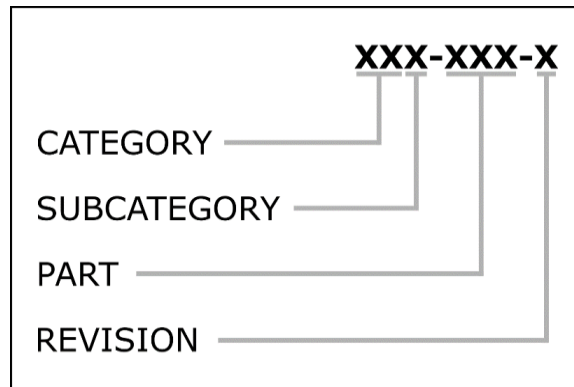 XXX-XXX-X
CATEGORY
SUBCATEGORY
PART
REVISION